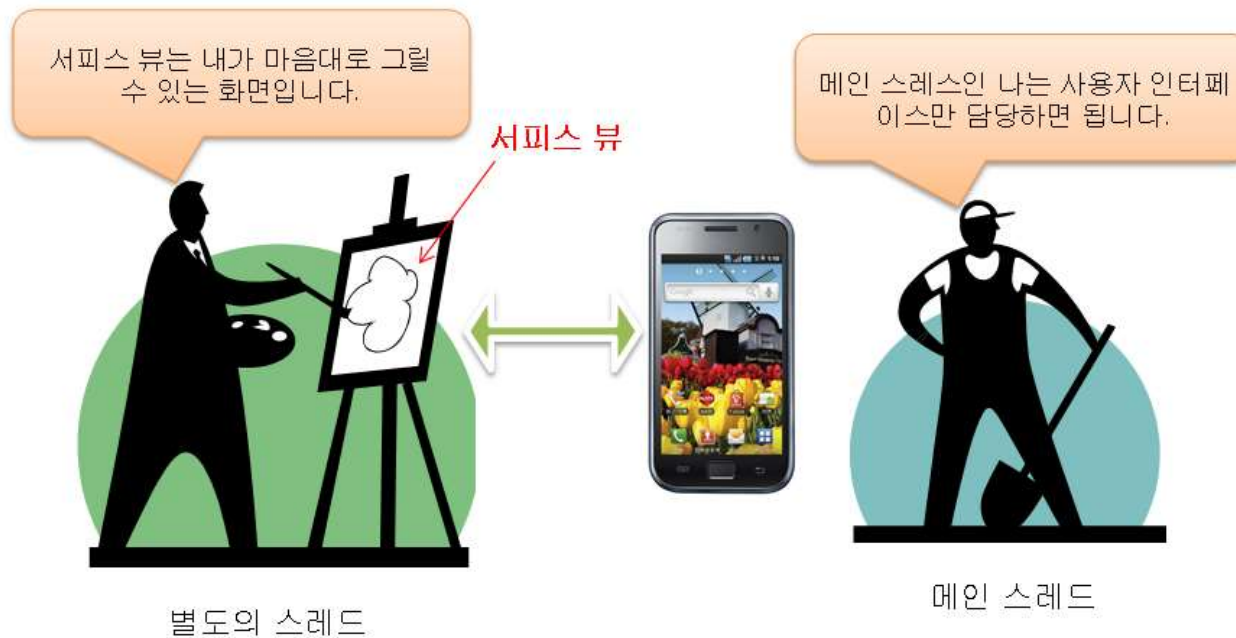 서피스 뷰는 내가 마음대로 그릴
수 있는 화면입니다.
메인 스레스인 나는 사용자 인터페
이스만 담당하면 됩니다.
서피스 뷰
별도의 스레드
메인 스레드